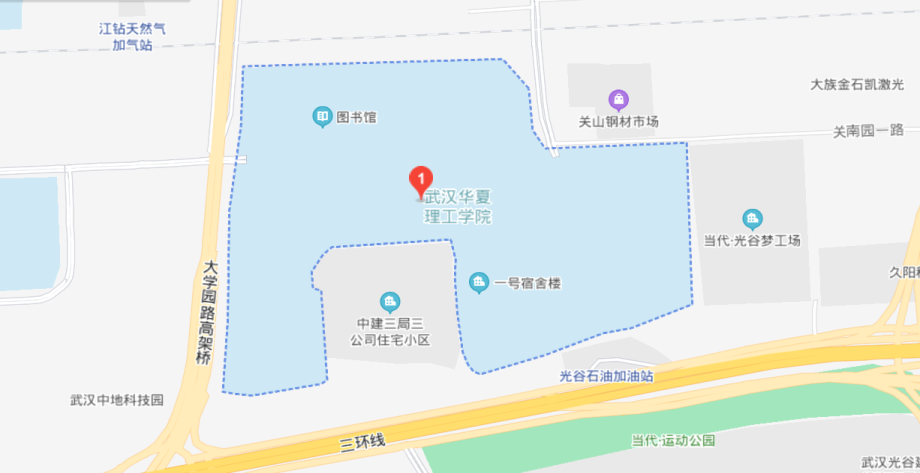 江钻天然气
加气站
大族金石凯激光
图书馆
关山钢材市场
关南园一路
1
武汉华夏
理工学院
当代·光谷梦工场
大学园路高架桥
一号宿舍楼
久阳科
中建三局三
公司住宅小区
光谷石油加油站
武汉中地科技园
三环线
当代·运动公园
武汉光谷